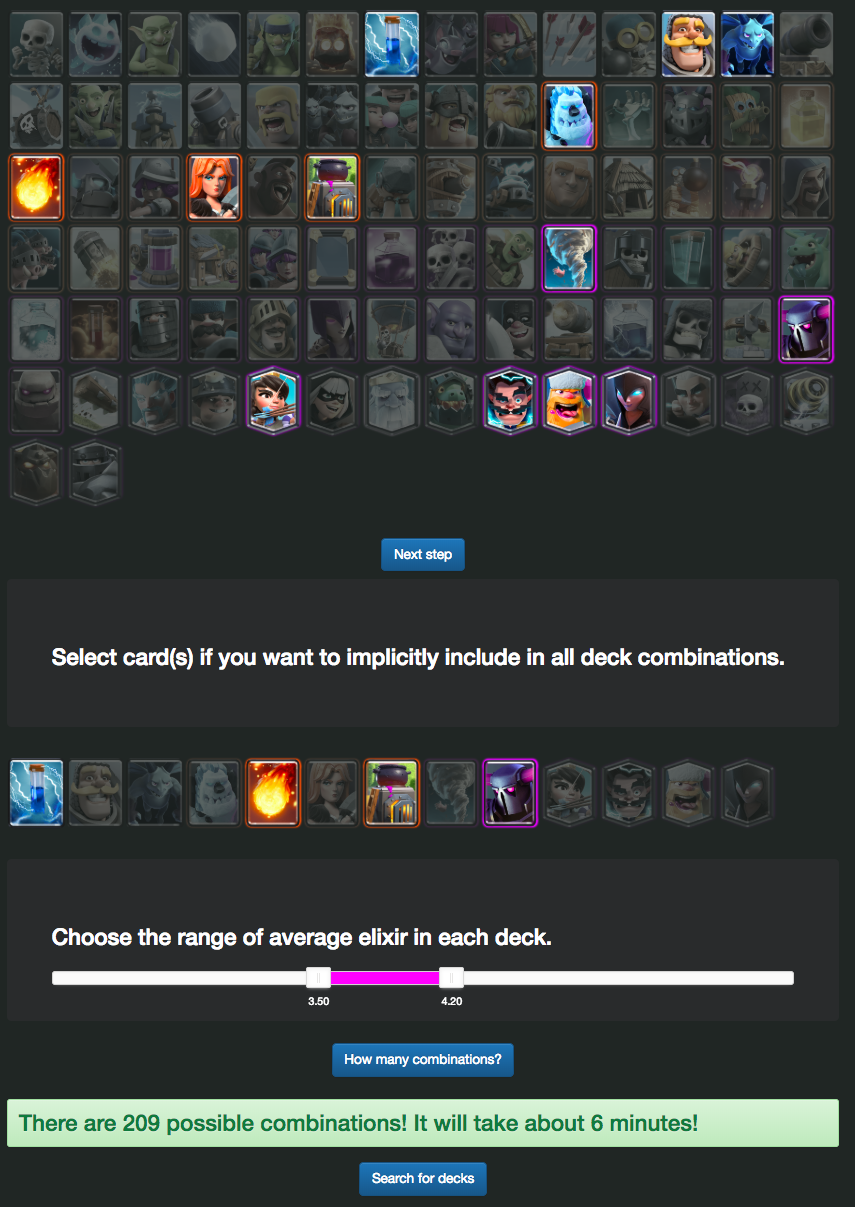 Next step
Select card(s) if you want to implicitly include in all deck combinations.
Choose the range of average elixir in each deck.
3.50 4.20
How many combinations?
There are 209 possible combinations! It will take about 6 minutes!
Search for decks